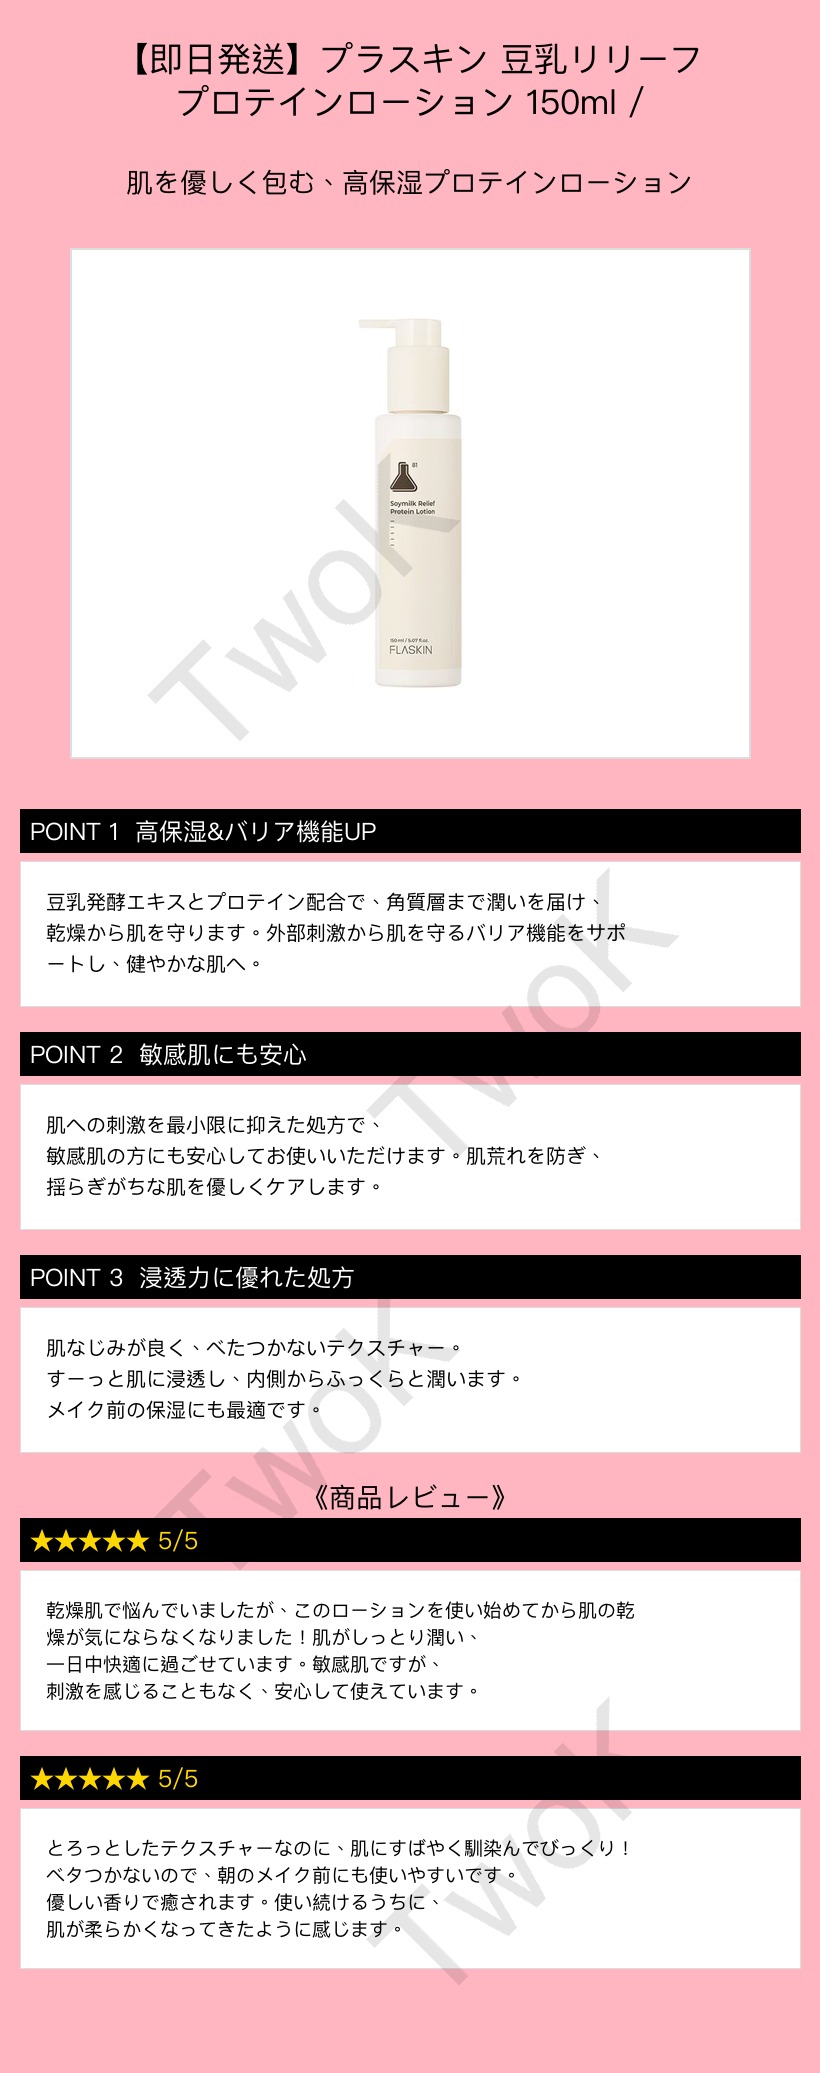 【即日発送】プラスキン 豆乳リリーフ
プロテインローション 150ml /
肌を優しく包む、高保湿プロテインローション
81
Soymilk Relief
Protein Lotion
150 ml / 5.07 fl.oz.
FLASKIN
TwoK
POINT 1 高保湿&バリア機能UP
豆乳発酵エキスとプロテイン配合で、角質層まで潤いを届け、
乾燥から肌を守ります。外部刺激から肌を守るバリア機能をサポ
ートし、健やかな肌へ。
TwoK
POINT 2 敏感肌にも安心
肌への刺激を最小限に抑えた処方で、
敏感肌の方にも安心してお使いいただけます。肌荒れを防ぎ、
揺らぎがちな肌を優しくケアします。
POINT 3 浸透力に優れた処方
肌なじみが良く、べたつかないテクスチャー。
すーっと肌に浸透し、内側からふっくらと潤います。
メイク前の保湿にも最適です。
TwoK
《商品レビュー》
★★★★★ 5/5
乾燥肌で悩んでいましたが、このローションを使い始めてから肌の乾
燥が気にならなくなりました！肌がしっとり潤い、
一日中快適に過ごせています。敏感肌ですが、
刺激を感じることもなく、安心して使えています。
★★★★★ 5/5
とろっとしたテクスチャーなのに、肌にすばやく馴染んでびっくり！
ベタつかないので、朝のメイク前にも使いやすいです。
優しい香りで癒されます。使い続けるうちに、
肌が柔らかくなってきたように感じます。
TwoK